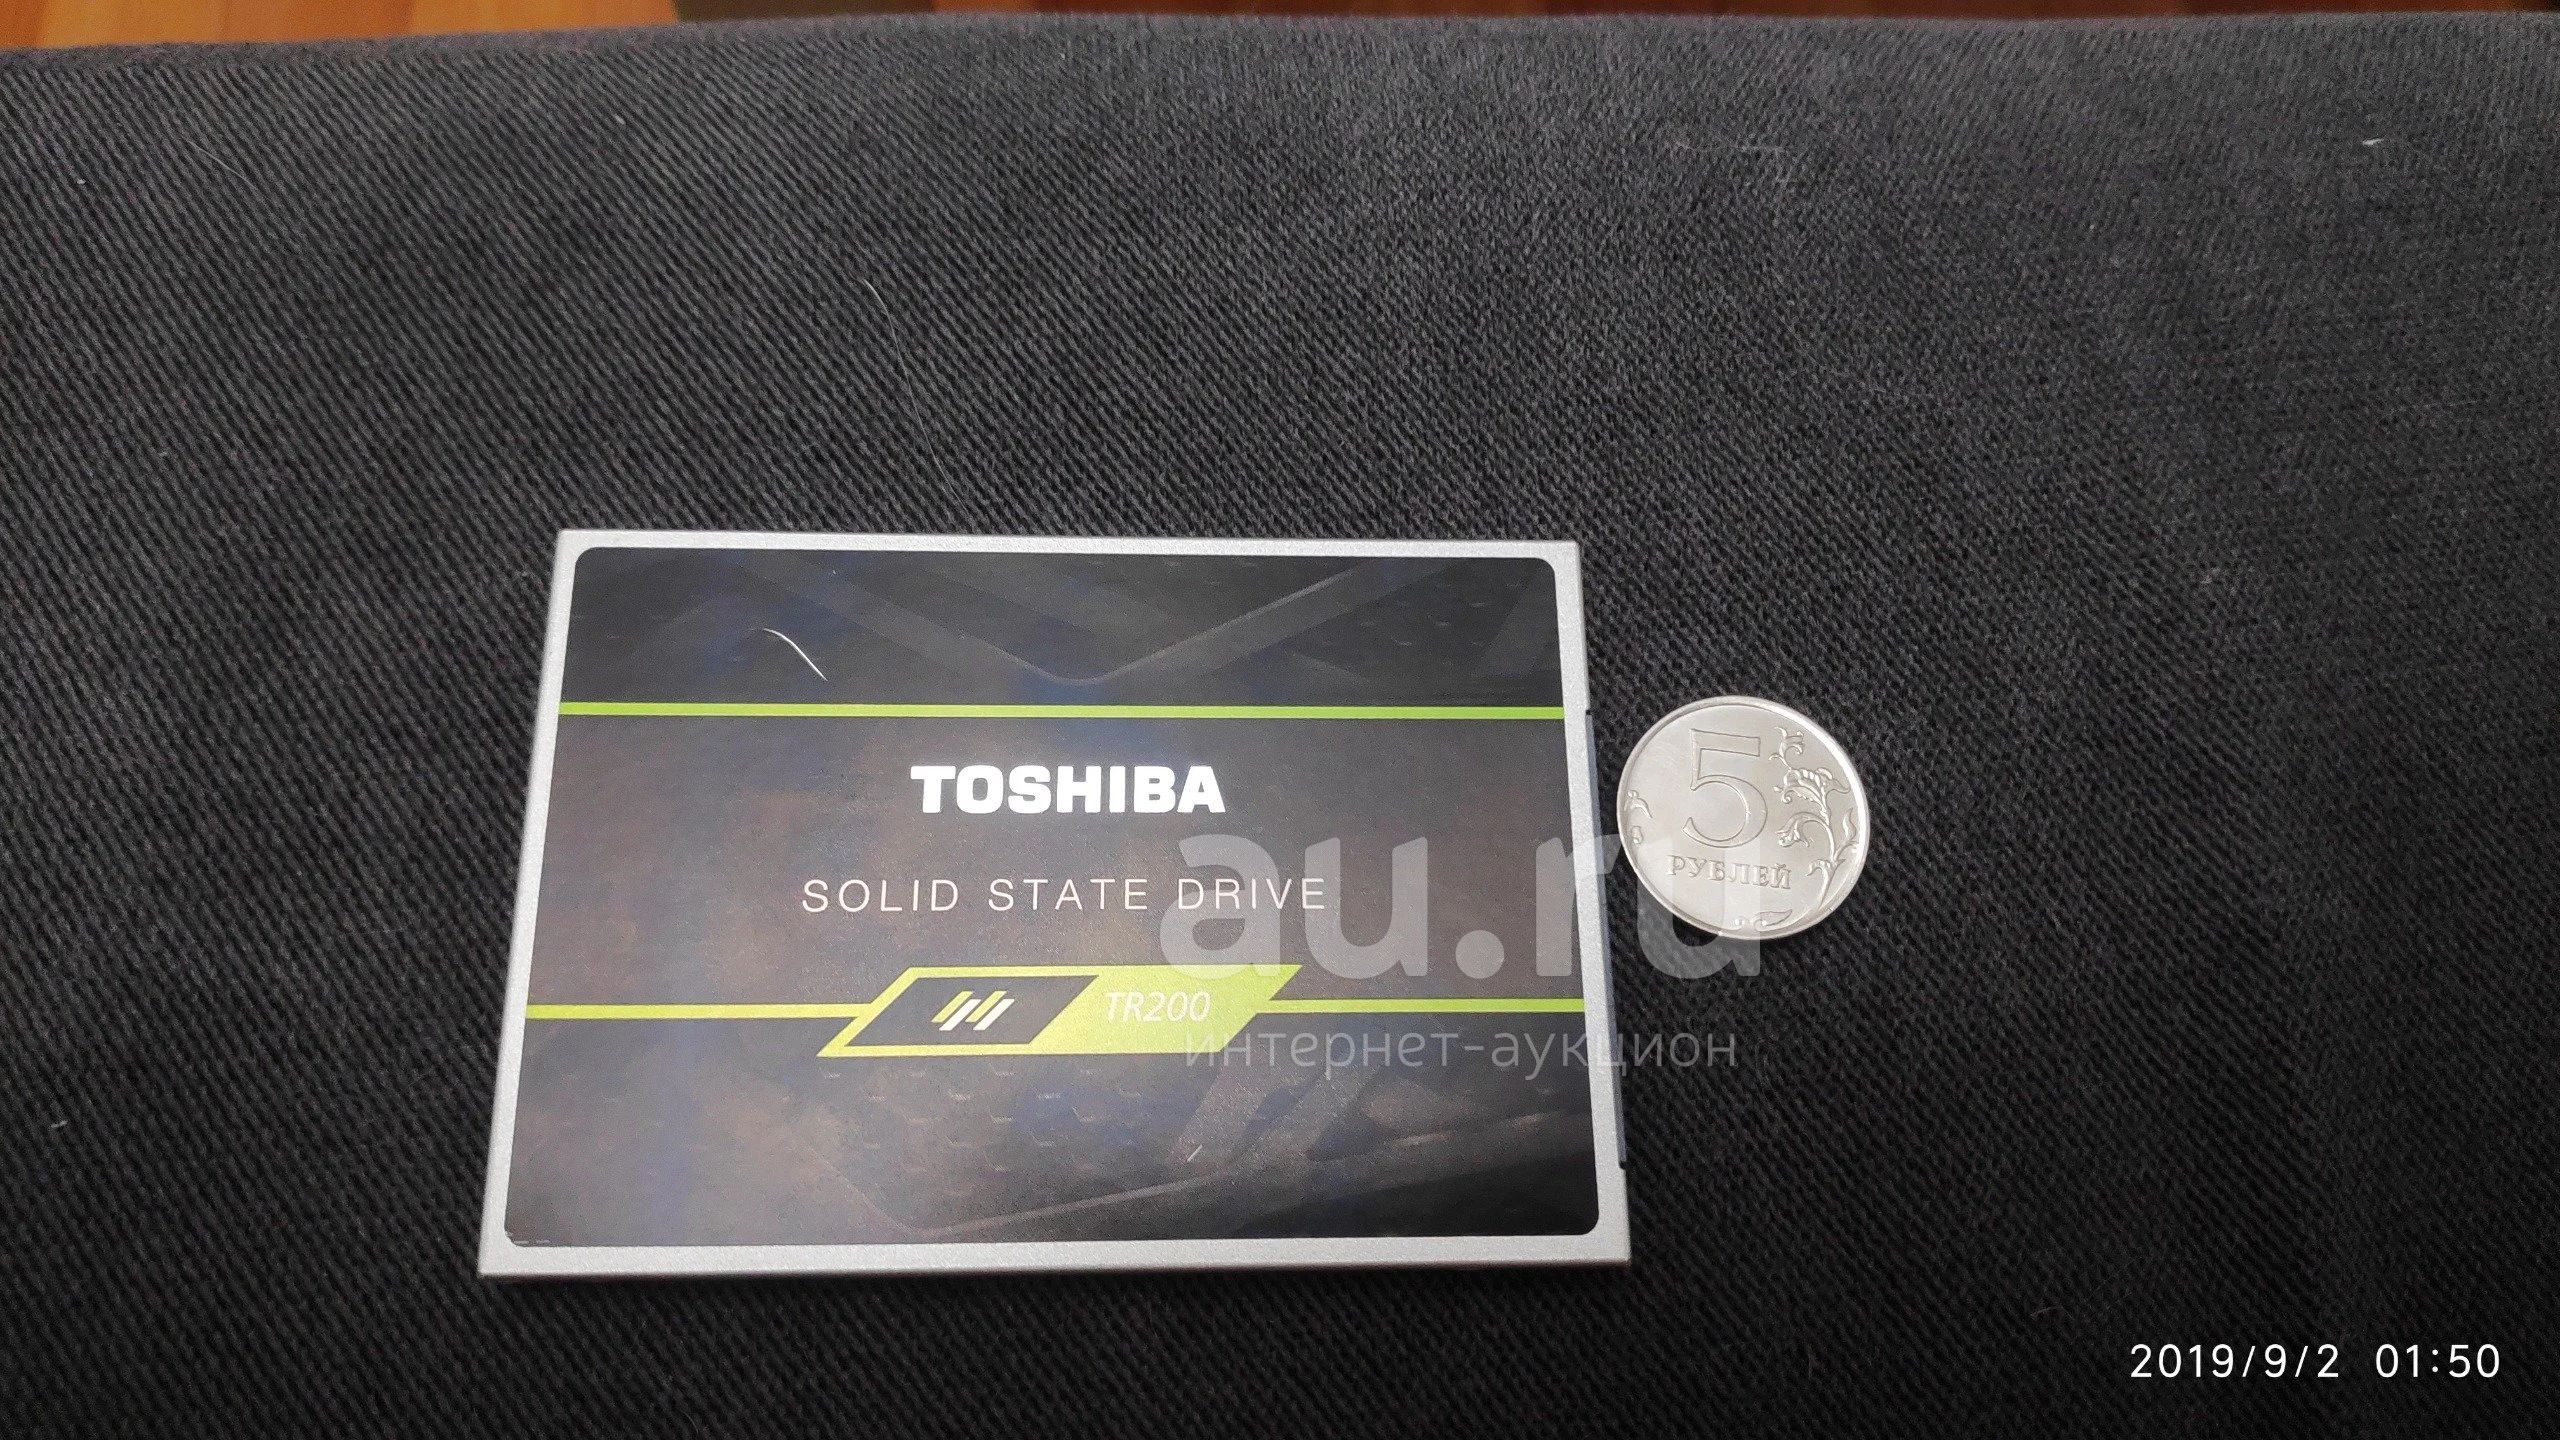 TOSHIBA
SOLID STATE DRIVE
TR200
5
РУБЛЕЙ
au.ru
интернет-аукцион
2019/9/2 01:50